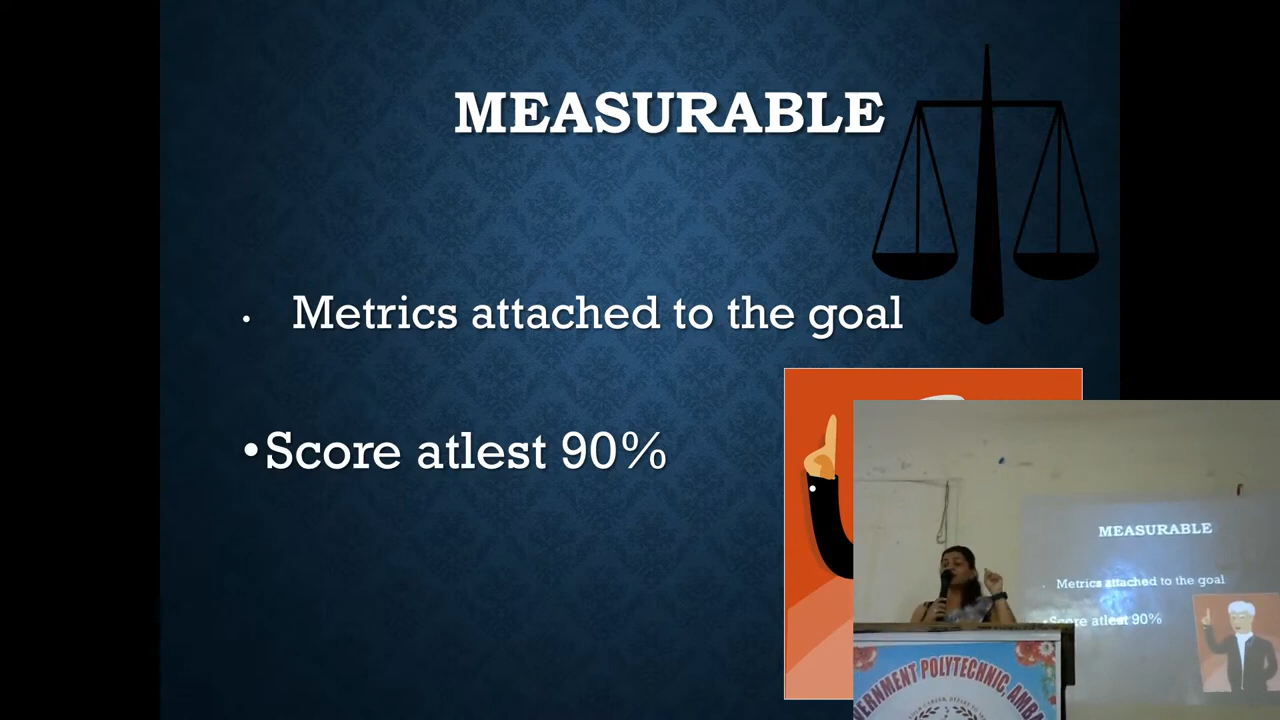 MEASURABLE
• Metrics attached to the goal
•Score atlest 90%
MEASURABLE
• Metrics attached to the goal
•Score atlest 90%
VERNMENT POLYTECHNIC, AMBA